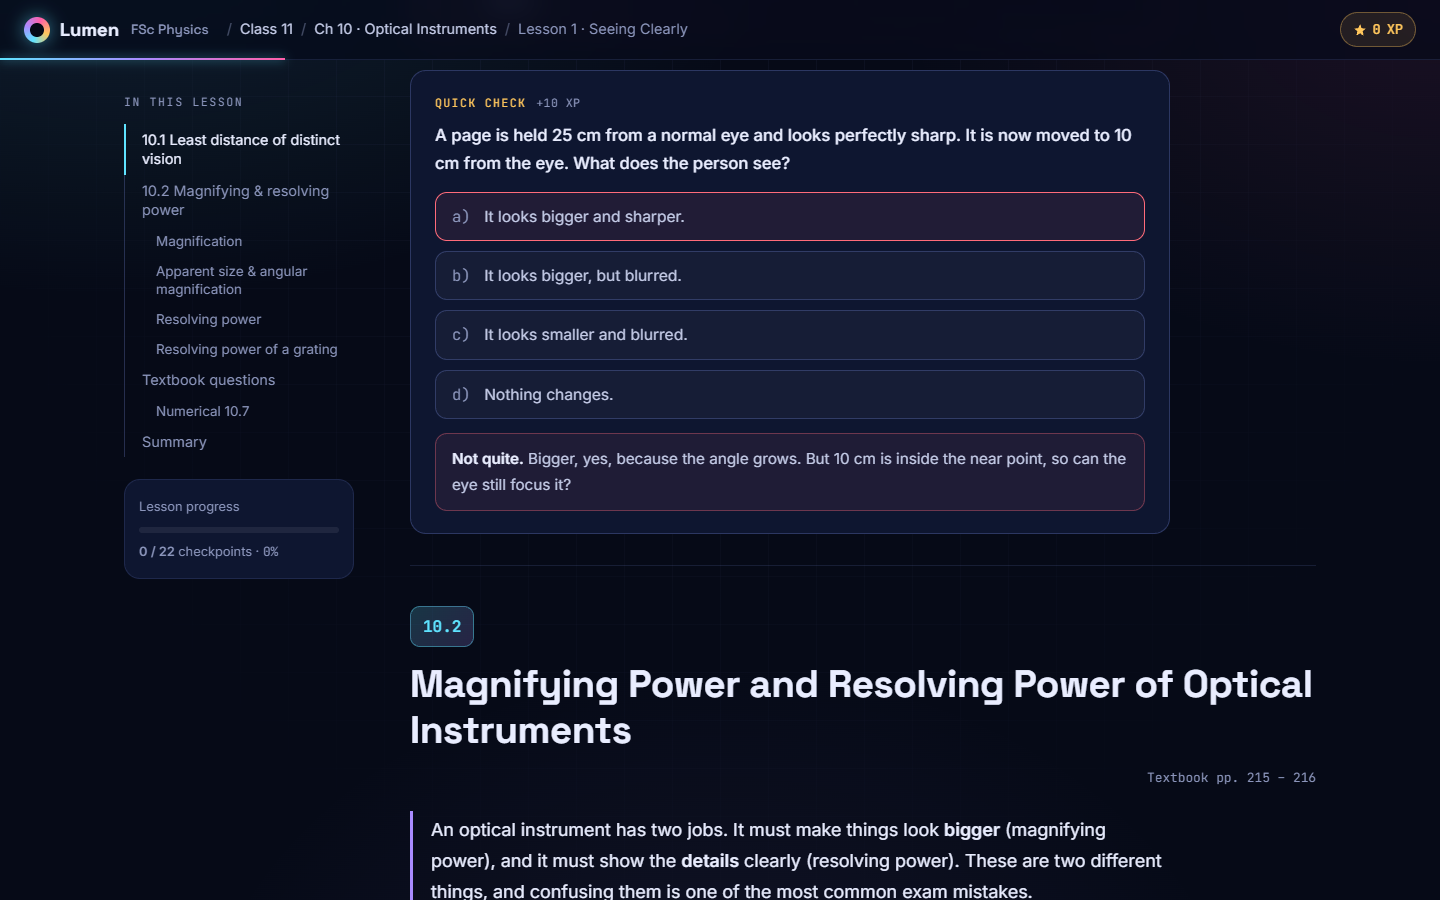 Lumen FSc Physics / Class 11 / Ch 10 · Optical Instruments / Lesson 1 · Seeing Clearly
★ 0 XP
IN THIS LESSON
10.1 Least distance of distinct
vision
10.2 Magnifying & resolving
power
Magnification
Apparent size & angular
magnification
Resolving power
Resolving power of a grating
Textbook questions
Numerical 10.7
Summary
Lesson progress
0 / 22 checkpoints · 0%
QUICK CHECK +10 XP
A page is held 25 cm from a normal eye and looks perfectly sharp. It is now moved to 10
cm from the eye. What does the person see?
a) It looks bigger and sharper.
b) It looks bigger, but blurred.
c) It looks smaller and blurred.
d) Nothing changes.
Not quite. Bigger, yes, because the angle grows. But 10 cm is inside the near point, so can the
eye still focus it?
10.2
Magnifying Power and Resolving Power of Optical
Instruments
Textbook pp. 215 – 216
An optical instrument has two jobs. It must make things look bigger (magnifying
power), and it must show the details clearly (resolving power). These are two different
things, and confusing them is one of the most common exam mistakes.